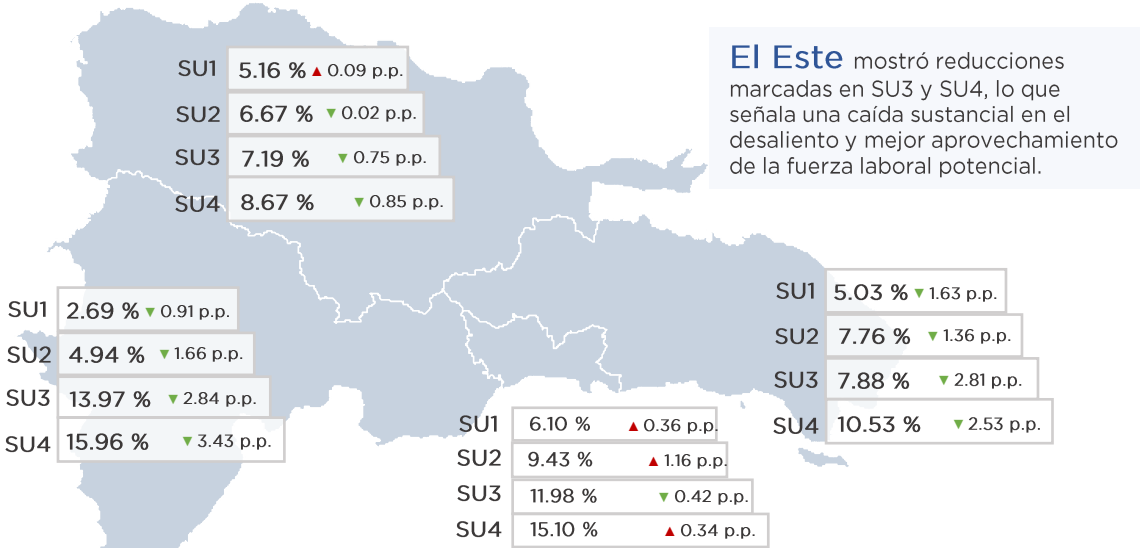 El Este mostró reducciones
marcadas en SU3 y SU4, lo que
señala una caída sustancial en el
desaliento y mejor aprovechamiento
de la fuerza laboral potencial.
SU1 5.16 % ▲ 0.09 p.p.
SU2 6.67 % ▼ 0.02 p.p.
SU3 7.19 % ▼ 0.75 p.p.
SU4 8.67 % ▼ 0.85 p.p.
SU1 2.69 % ▼ 0.91 p.p.
SU2 4.94 % ▼ 1.66 p.p.
SU3 13.97 % ▼ 2.84 p.p.
SU4 15.96 % ▼ 3.43 p.p.
SU1 5.03 % ▼ 1.63 p.p.
SU2 7.76 % ▼ 1.36 p.p.
SU3 7.88 % ▼ 2.81 p.p.
SU4 10.53 % ▼ 2.53 p.p.
SU1 6.10 % ▲ 0.36 p.p.
SU2 9.43 % ▲ 1.16 p.p.
SU3 11.98 % ▼ 0.42 p.p.
SU4 15.10 % ▲ 0.34 p.p.